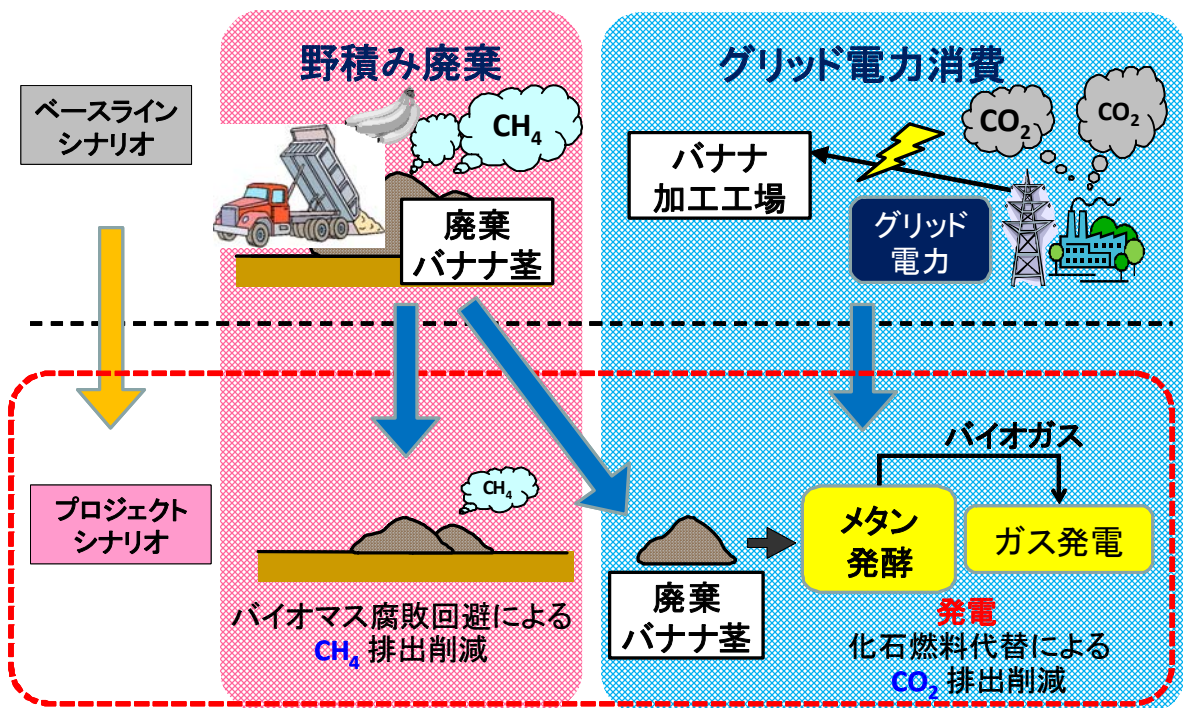 野積み廃棄
グリッド電力消費
ベースライン
シナリオ
CH₄
CO₂
CO₂
バナナ
加工工場
廃棄
バナナ茎
グリッド
電力
バイオガス
プロジェクト
シナリオ
CH₄
メタン
発酵
ガス発電
廃棄
バナナ茎
バイオマス腐敗回避による
CH₄ 排出削減
発電
化石燃料代替による
CO₂ 排出削減